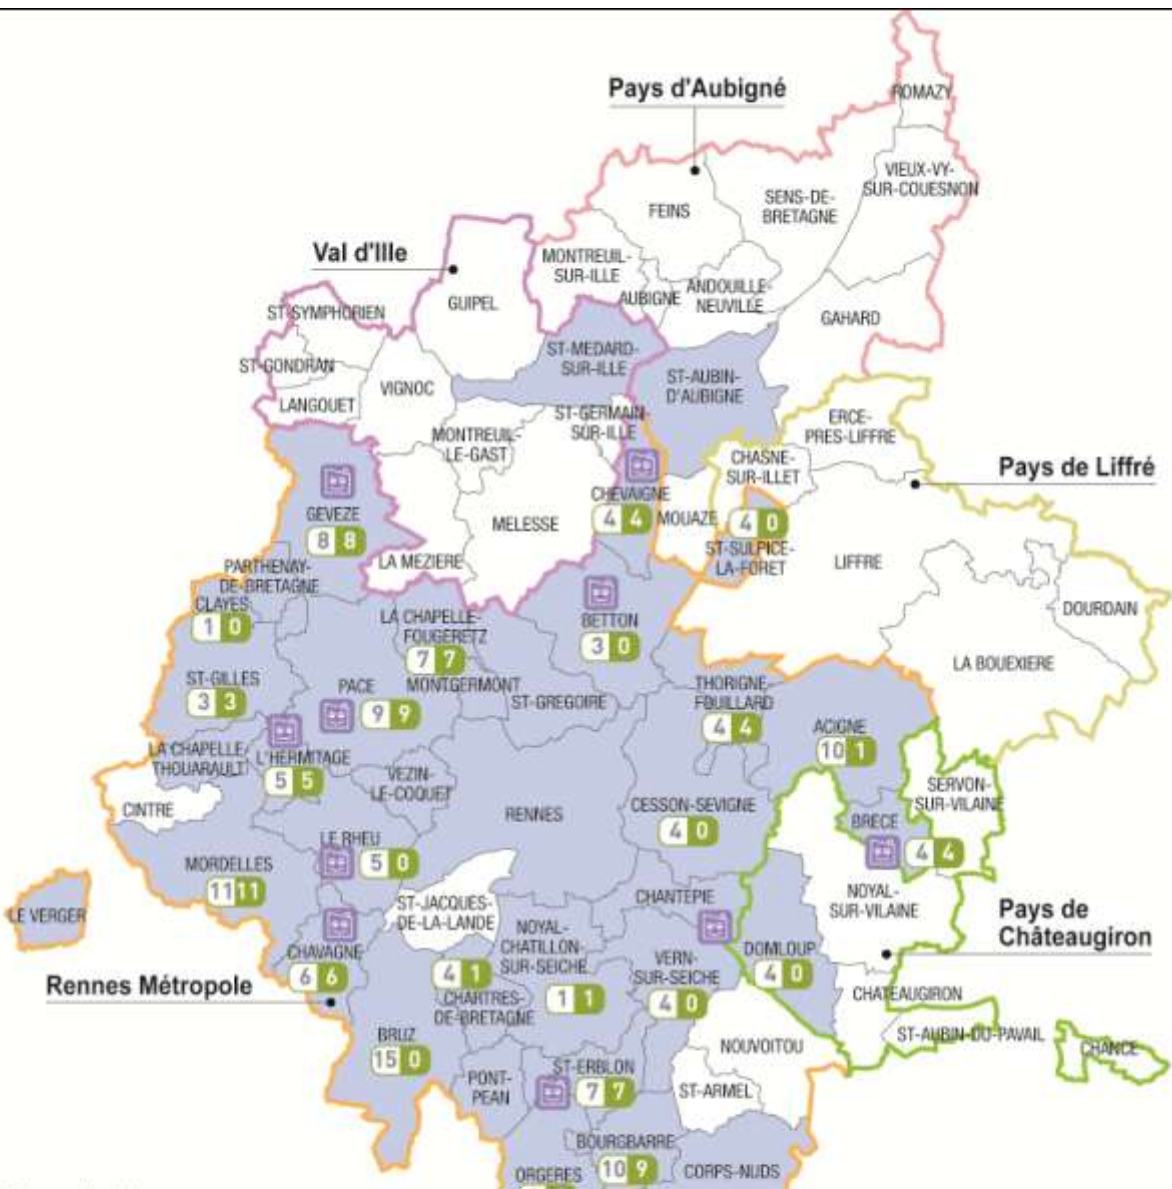 Pays d'Aubigné
ROMAZY
VIEUX-VY-
SUR-COUESNON
SENS-DE-
BRETAGNE
FEINS
Val d'Ille
MONTREUIL-
SUR-ILLE
ANDOUILLE-
NEUVILLE
AUBIGNE
GUIPEL
ST-SYMPHORIEN
GAHARD
ST-MEDARD-
SUR-ILLE
ST-GONDRAN
VIGNOC
ST-AUBIN-
D'AUBIGNE
LANGOUET
ST-GERMAIN-
SUR-ILLE
ERCE-
PRES-LIFFRE
MONTREUIL-
LE-GAST
CHASNE-
SUR-ILLET
Pays de Liffré
CHEVAIGNE
4 4
GEVEZE
8 8
MELESSE
MOUAZE
4 0
ST-SULPICE-
LA-FORET
LA MEZIERE
LIFFRE
PARTHENAY-
DE-BRETAGNE
CLAYES
1 0
DOURDAIN
LA CHAPELLE-
FOUGERETZ
7 7
BETTON
3 0
LA BOUEXIERE
ST-GILLES
3 3
PACE
9 9
MONTGERMONT
ST-GREGOIRE
THORIGNE-
FOUILLARD
4 4
ACIGNE
10 1
LA CHAPELLE-
THOUARAULT
L'HERMITAGE
5 5
VEZIN-
LE-COQUET
SERVON-
SUR-VILAINE
CINTRE
RENNES
CESSON-SEVIGNE
4 0
BRECE
4 4
LE RHEU
5 0
MORDELLES
11 11
NOYAL-
SUR-VILAINE
LE VERGER
ST-JACQUES-
DE-LA-LANDE
CHANTEPIE
Pays de
Châteaugiron
NOYAL-
CHATILLON-
SUR-SEICHE
1 1
CHAVAGNE
6 6
DOMLOUP
4 0
VERN-
SUR-SEICHE
4 0
Rennes Métropole
4 1
CHARTRES-
DE-BRETAGNE
CHATEAUGIRON
BRUZ
15 0
ST-AUBIN-DU-PAVAIL
CHANCE
NOUVOITOU
ST-ERBLON
7 7
PONT-
PEAN
ST-ARMEL
BOURGBARRE
10 9
ORGERES
CORPS-NUDS